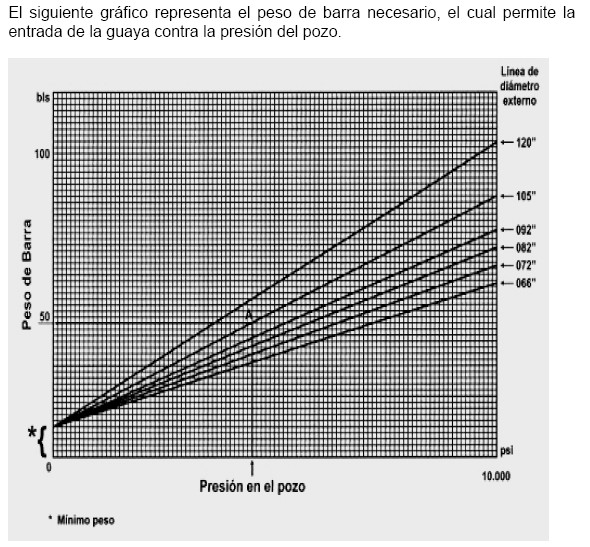 El siguiente gráfico representa el peso de barra necesario, el cual permite la
entrada de la guaya contra la presión del pozo.
Línea de
diámetro
externo
bls
120"
100
105"
092"
082"
072"
066"
Peso de Barra
A
50
*{
psi
0
10.000
Presión en el pozo
* Mínimo peso